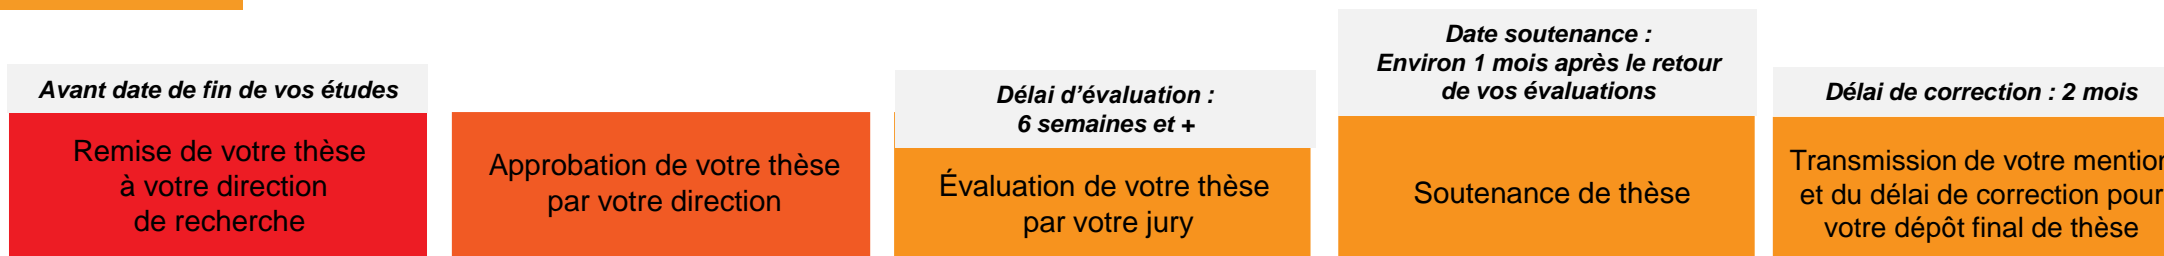 Avant date de fin de vos études
Remise de votre thèse
à votre direction
de recherche
Approbation de votre thèse
par votre direction
Délai d'évaluation :
6 semaines et +
Évaluation de votre thèse
par votre jury
Date soutenance :
Environ 1 mois après le retour
de vos évaluations
Soutenance de thèse
Délai de correction : 2 mois
Transmission de votre mention
et du délai de correction pour
votre dépôt final de thèse